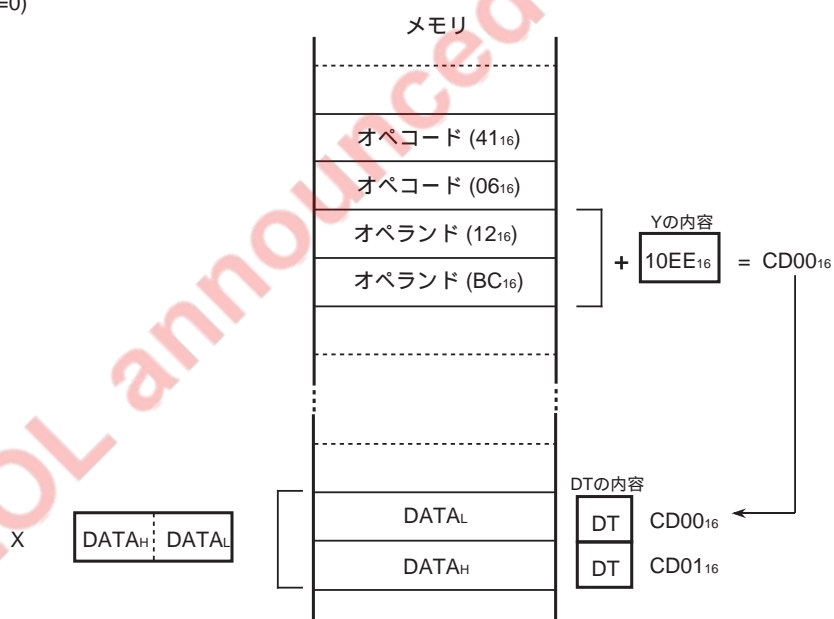 =0)
メモリ
オペコード (4116)
オペコード (0616)
オペランド (1216)
オペランド (BC16)
Yの内容
+ 10EE16 = CD0016
DTの内容
X DATAH DATAL
DATAL DT CD0016
DATAH DT CD0116
OL announced